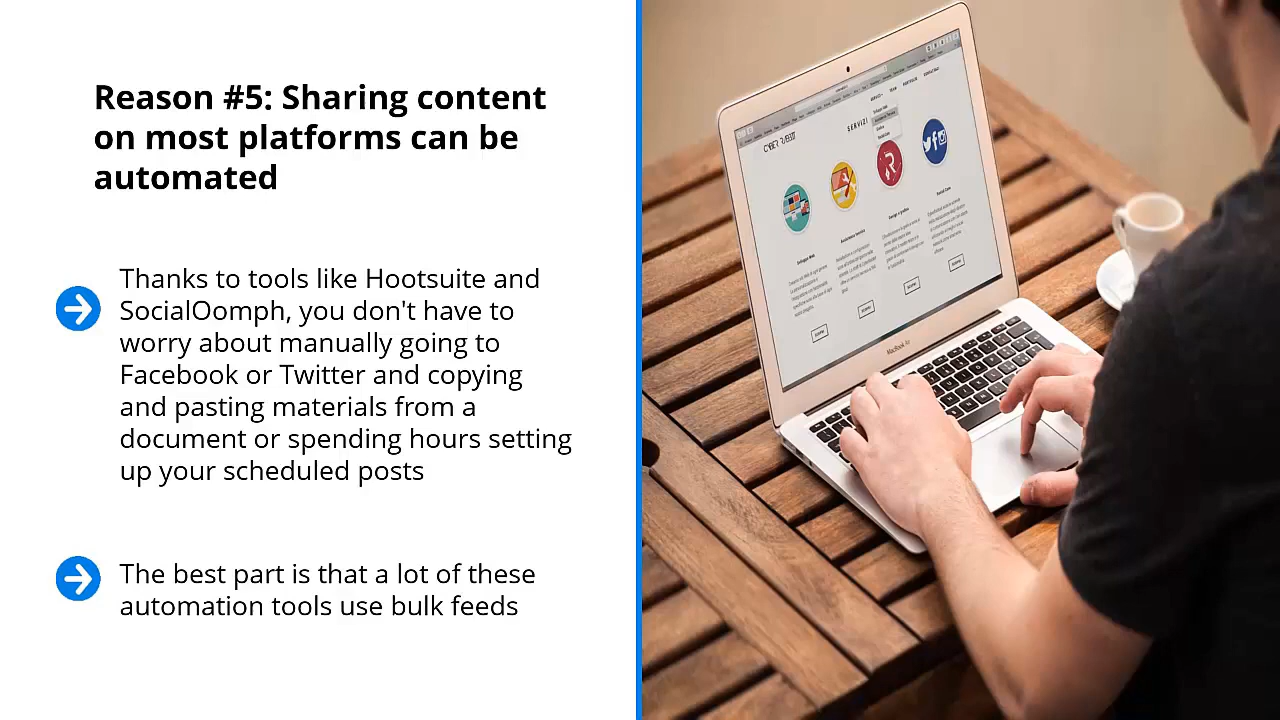 Reason #5: Sharing content
on most platforms can be
automated
Thanks to tools like Hootsuite and
SocialOomph, you don't have to
worry about manually going to
Facebook or Twitter and copying
and pasting materials from a
document or spending hours setting
up your scheduled posts
The best part is that a lot of these
automation tools use bulk feeds
SERVIZI
MacBook Air